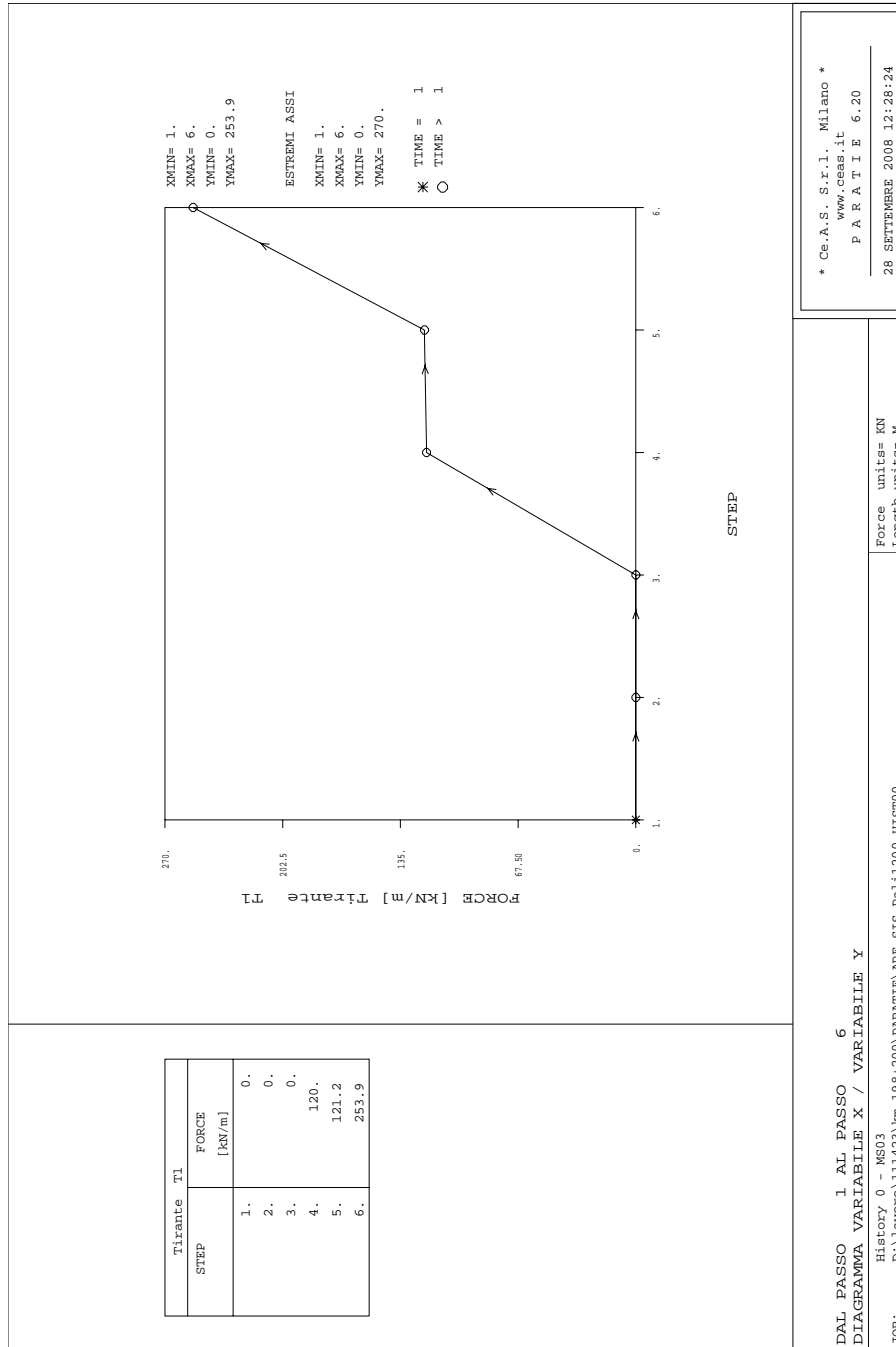 Tirante T1
STEP FORCE
[kN/m]
1. 0.
2. 0.
3. 0.
4. 120.
5. 121.2
6. 253.9
FORCE [kN/m] Tirante T1
270.
202.5
135.
67.50
0.
1. 2. 3. 4. 5. 6.
STEP
XMIN= 1.
XMAX= 6.
YMIN= 0.
YMAX= 253.9
ESTREMI ASSI
XMIN= 1.
XMAX= 6.
YMIN= 0.
YMAX= 270.
TIME = 1
TIME > 1
DAL PASSO 1 AL PASSO 6
DIAGRAMMA VARIABILE X / VARIABILE Y
History 0 - MS03
Force units= KN
* Ce.A.S. S.r.l. Milano *
www.ceas.it
P A R A T I E 6.20
28 SETTEMBRE 2008 12:28:24